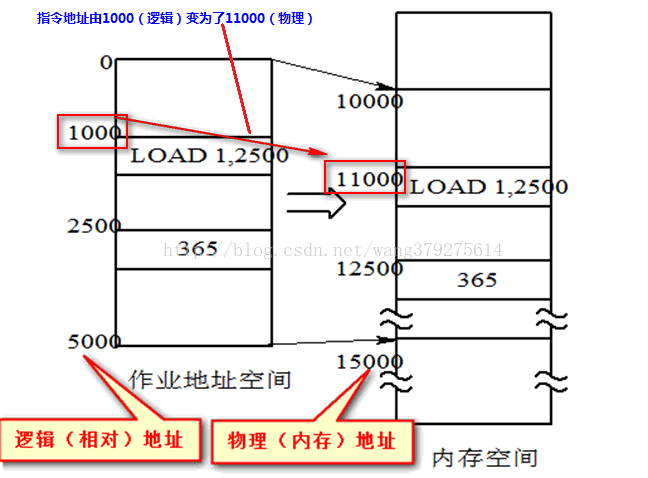 指令地址由1000（逻辑）变为了11000（物理）
0
1000
LOAD 1,2500
2500
365
5000
作业地址空间
逻辑（相对）地址
10000
11000
LOAD 1,2500
12500
365
15000
物理（内存）地址
内存空间
http://blog.csdn.net/wang379275614